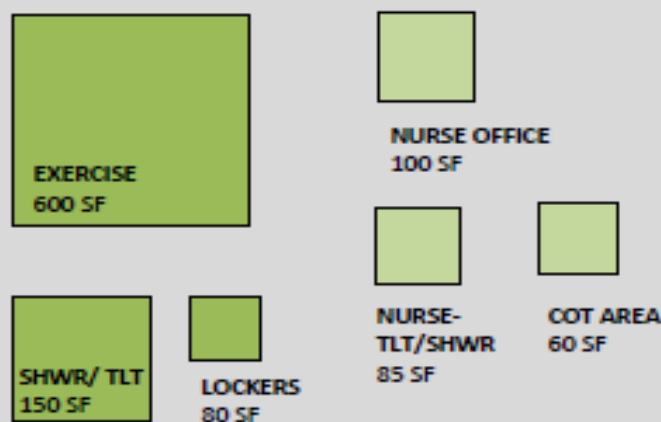 EXERCISE
600 SF
NURSE OFFICE
100 SF
SHWR/ TLT
150 SF
LOCKERS
80 SF
NURSE-
TLT/SHWR
85 SF
COT AREA
60 SF